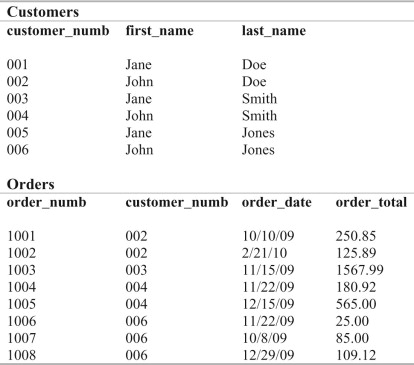 Customers
customer_numb first_name last_name
001 Jane Doe
002 John Doe
003 Jane Smith
004 John Smith
005 Jane Jones
006 John Jones
Orders
order_numb customer_numb order_date order_total
1001 002 10/10/09 250.85
1002 002 2/21/10 125.89
1003 003 11/15/09 1567.99
1004 004 11/22/09 180.92
1005 004 12/15/09 565.00
1006 006 11/22/09 25.00
1007 006 10/8/09 85.00
1008 006 12/29/09 109.12